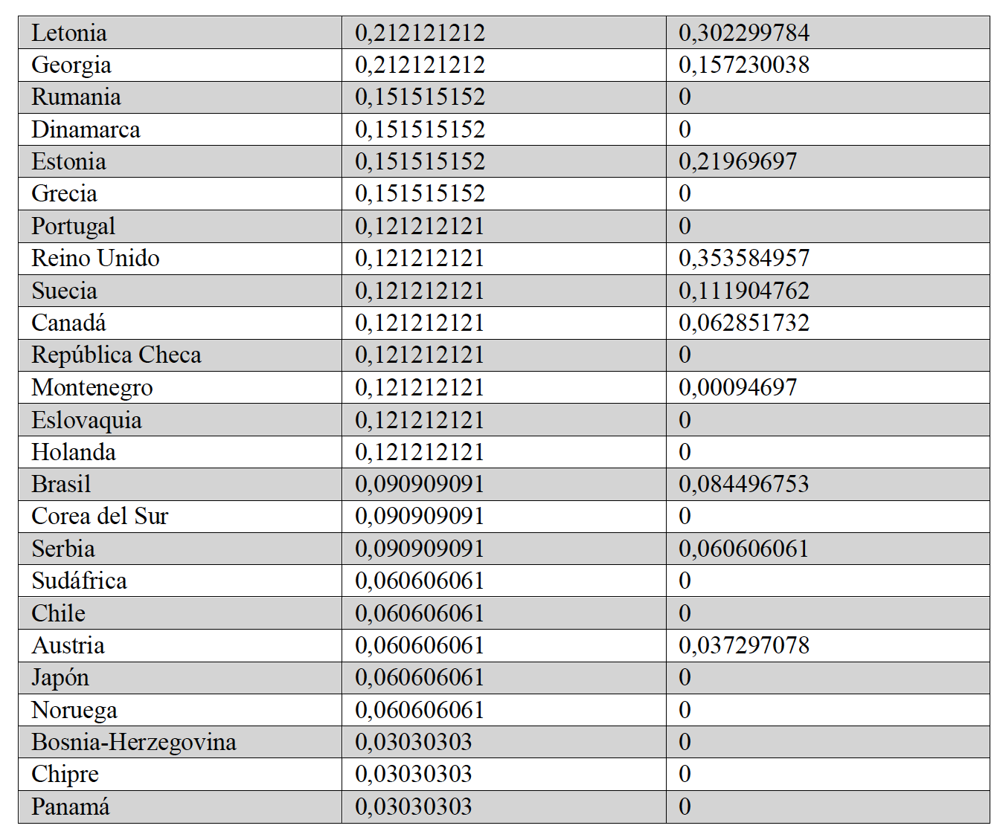 Letonia 0,212121212 0,302299784
Georgia 0,212121212 0,157230038
Rumania 0,151515152 0
Dinamarca 0,151515152 0
Estonia 0,151515152 0,21969697
Grecia 0,151515152 0
Portugal 0,121212121 0
Reino Unido 0,121212121 0,353584957
Suecia 0,121212121 0,111904762
Canadá 0,121212121 0,062851732
República Checa 0,121212121 0
Montenegro 0,121212121 0,00094697
Eslovaquia 0,121212121 0
Holanda 0,121212121 0
Brasil 0,090909091 0,084496753
Corea del Sur 0,090909091 0
Serbia 0,090909091 0,060606061
Sudáfrica 0,060606061 0
Chile 0,060606061 0
Austria 0,060606061 0,037297078
Japón 0,060606061 0
Noruega 0,060606061 0
Bosnia-Herzegovina 0,03030303 0
Chipre 0,03030303 0
Panamá 0,03030303 0